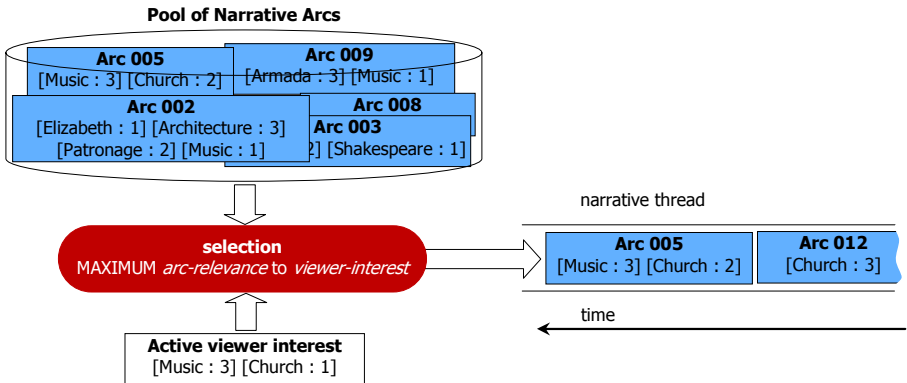 Pool of Narrative Arcs
Arc 005
[Music : 3] [Church : 2]
Arc 009
[Armada : 3] [Music : 1]
Arc 002
[Elizabeth : 1] [Architecture : 3]
[Patronage : 2] [Music : 1]
Arc 008
Arc 003
2] [Shakespeare : 1]
selection
MAXIMUM arc-relevance to viewer-interest
Active viewer interest
[Music : 3] [Church : 1]
narrative thread
Arc 005
[Music : 3] [Church : 2]
Arc 012
[Church : 3]
time